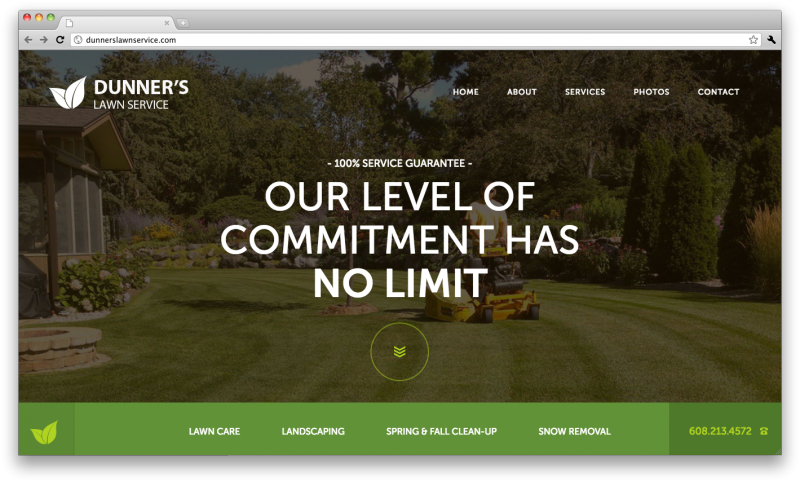 dunnerslawnservice.com
DUNNER'S
LAWN SERVICE
HOME ABOUT SERVICES PHOTOS CONTACT
- 100% SERVICE GUARANTEE -
OUR LEVEL OF
COMMITMENT HAS
NO LIMIT
LAWN CARE LANDSCAPING SPRING & FALL CLEAN-UP SNOW REMOVAL 608.213.4572